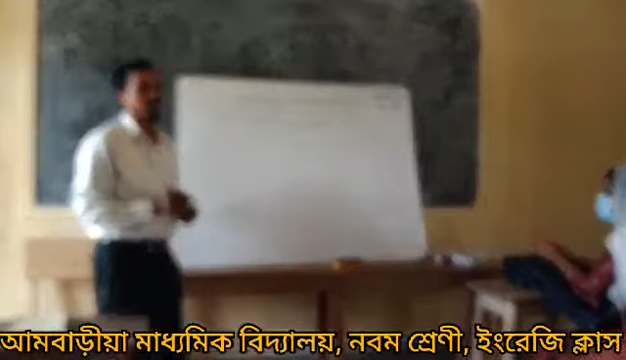 আমবাড়ীয়া মাধ্যমিক বিদ্যালয়, নবম শ্রেণী, ইংরেজি ক্লাস